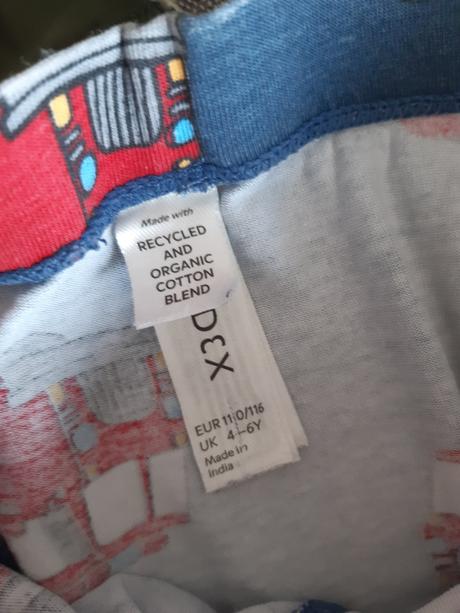 Made with
RECYCLED
AND
ORGANIC
COTTON
BLEND
EUR 110/116
UK 4-6Y
Made in
India